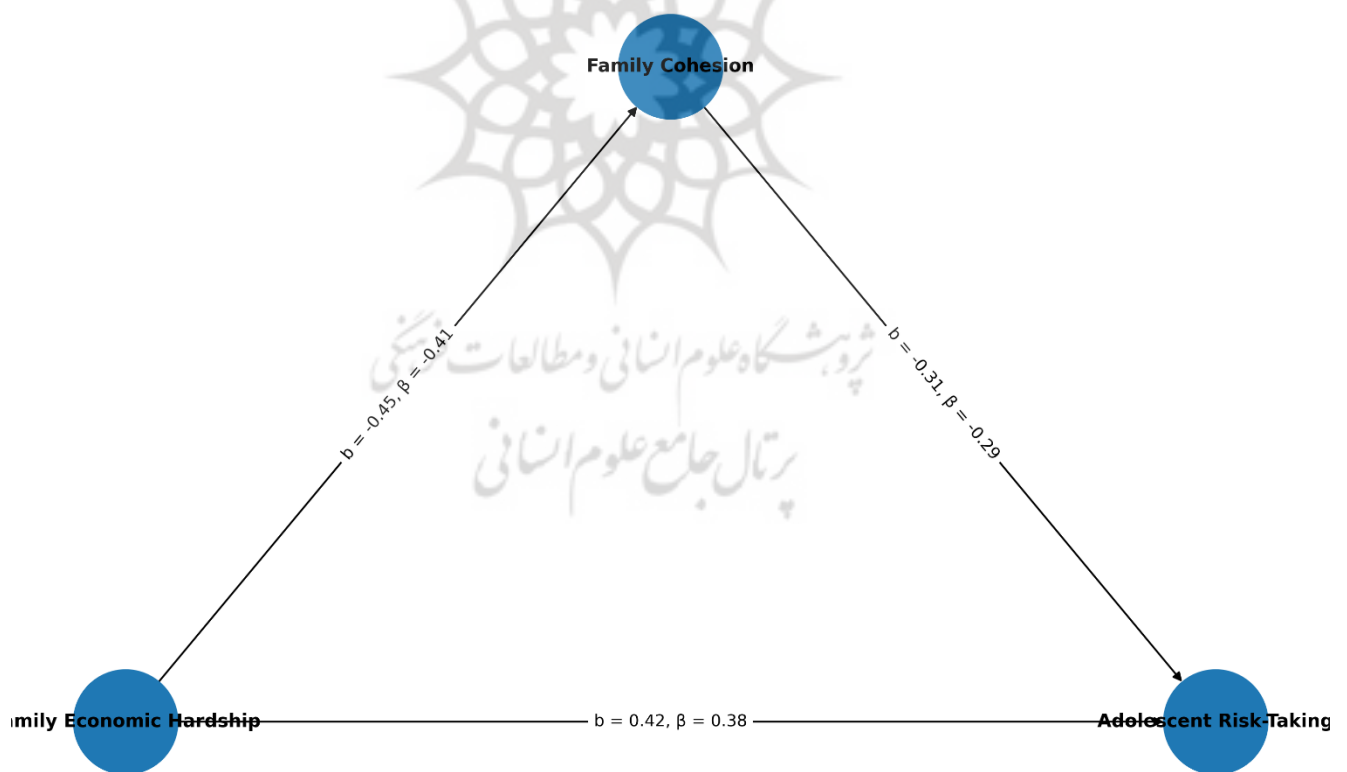 Family Cohesion
b = -0.45, β = -0.41
b = -0.31, β = -0.29
پژوهشگاه علوم انسانی و مطالعات فرهنگی
پرتال جامع علوم انسانی
mily Economic Hardship
b = 0.42, β = 0.38
Adolescent Risk-Taking